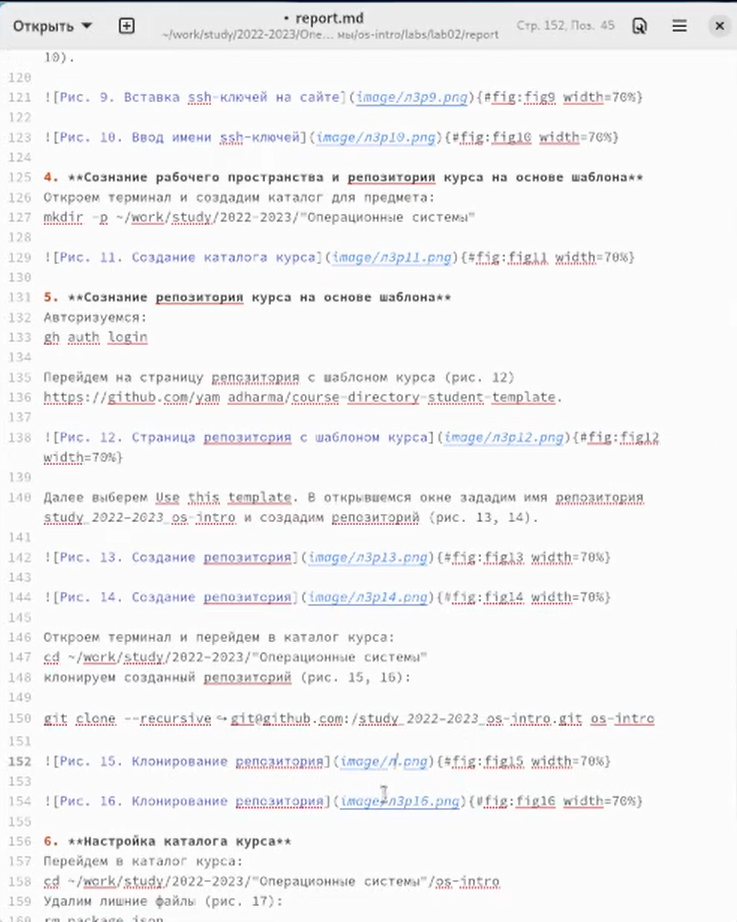 Открыть
• report.md
~/work/study/2022-2023/Опе... мы/os-intro/labs/lab02/report
Стр. 152, Поз. 45
10).
120
121 ![Рис. 9. Вставка ssh-ключей на сайте](image/л3р9.png){#fig:fig9 width=70%}
122
123 ![Рис. 10. Ввод имени ssh-ключей](image/л3р10.png){#fig:fig10 width=70%}
124
125 4. **Сознание рабочего пространства и репозитория курса на основе шаблона**
126 Откроем терминал и создадим каталог для предмета:
127 mkdir -p ~/work/study/2022-2023/"Операционные системы"
128
129 ![Рис. 11. Создание каталога курса](image/л3р11.png){#fig:fig11 width=70%}
130
131 5. **Сознание репозитория курса на основе шаблона**
132 Авторизуемся:
133 gh auth login
134
135 Перейдем на страницу репозитория с шаблоном курса (рис. 12)
136 https://github.com/yam adharma/course-directory-student-template.
137
138 ![Рис. 12. Страница репозитория с шаблоном курса](image/л3р12.png){#fig:fig12
width=70%}
139
140 Далее выберем Use this template. В открывшемся окне зададим имя репозитория
study_2022-2023_os-intro и создадим репозиторий (рис. 13, 14).
141
142 ![Рис. 13. Создание репозитория](image/л3р13.png){#fig:fig13 width=70%}
143
144 ![Рис. 14. Создание репозитория](image/л3р14.png){#fig:fig14 width=70%}
145
146 Откроем терминал и перейдем в каталог курса:
147 cd ~/work/study/2022-2023/"Операционные системы"
148 клонируем созданный репозиторий (рис. 15, 16):
149
150 git clone --recursive ↪ git@github.com:/study_2022-2023_os-intro.git os-intro
151
152 ![Рис. 15. Клонирование репозитория](image/л.png){#fig:fig15 width=70%}
153
154 ![Рис. 16. Клонирование репозитория](image/л3р16.png){#fig:fig16 width=70%}
155
156 6. **Настройка каталога курса**
157 Перейдем в каталог курса:
158 cd ~/work/study/2022-2023/"Операционные системы"/os-intro
159 Удалим лишние файлы (рис. 17):
160 rm package.json